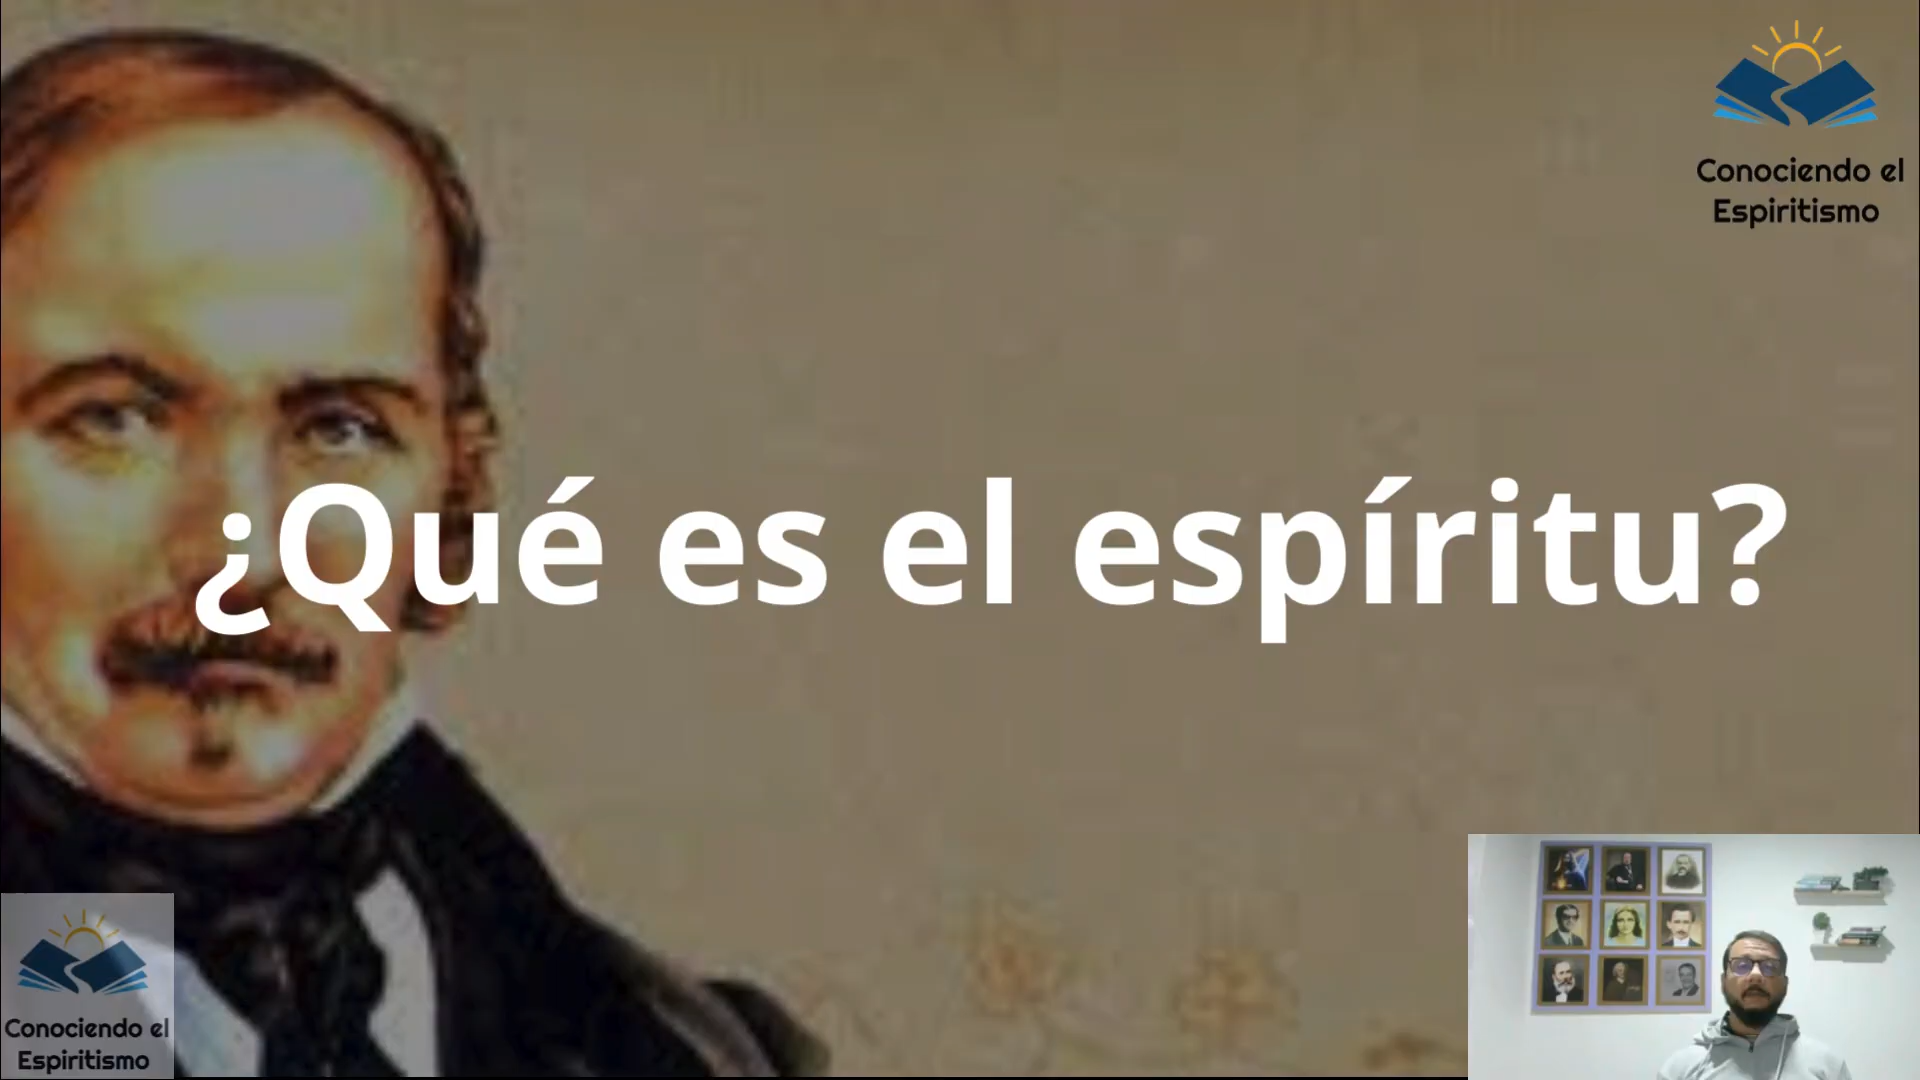 Conociendo el
Espiritismo
¿Qué es el espíritu?
Conociendo el
Espiritismo